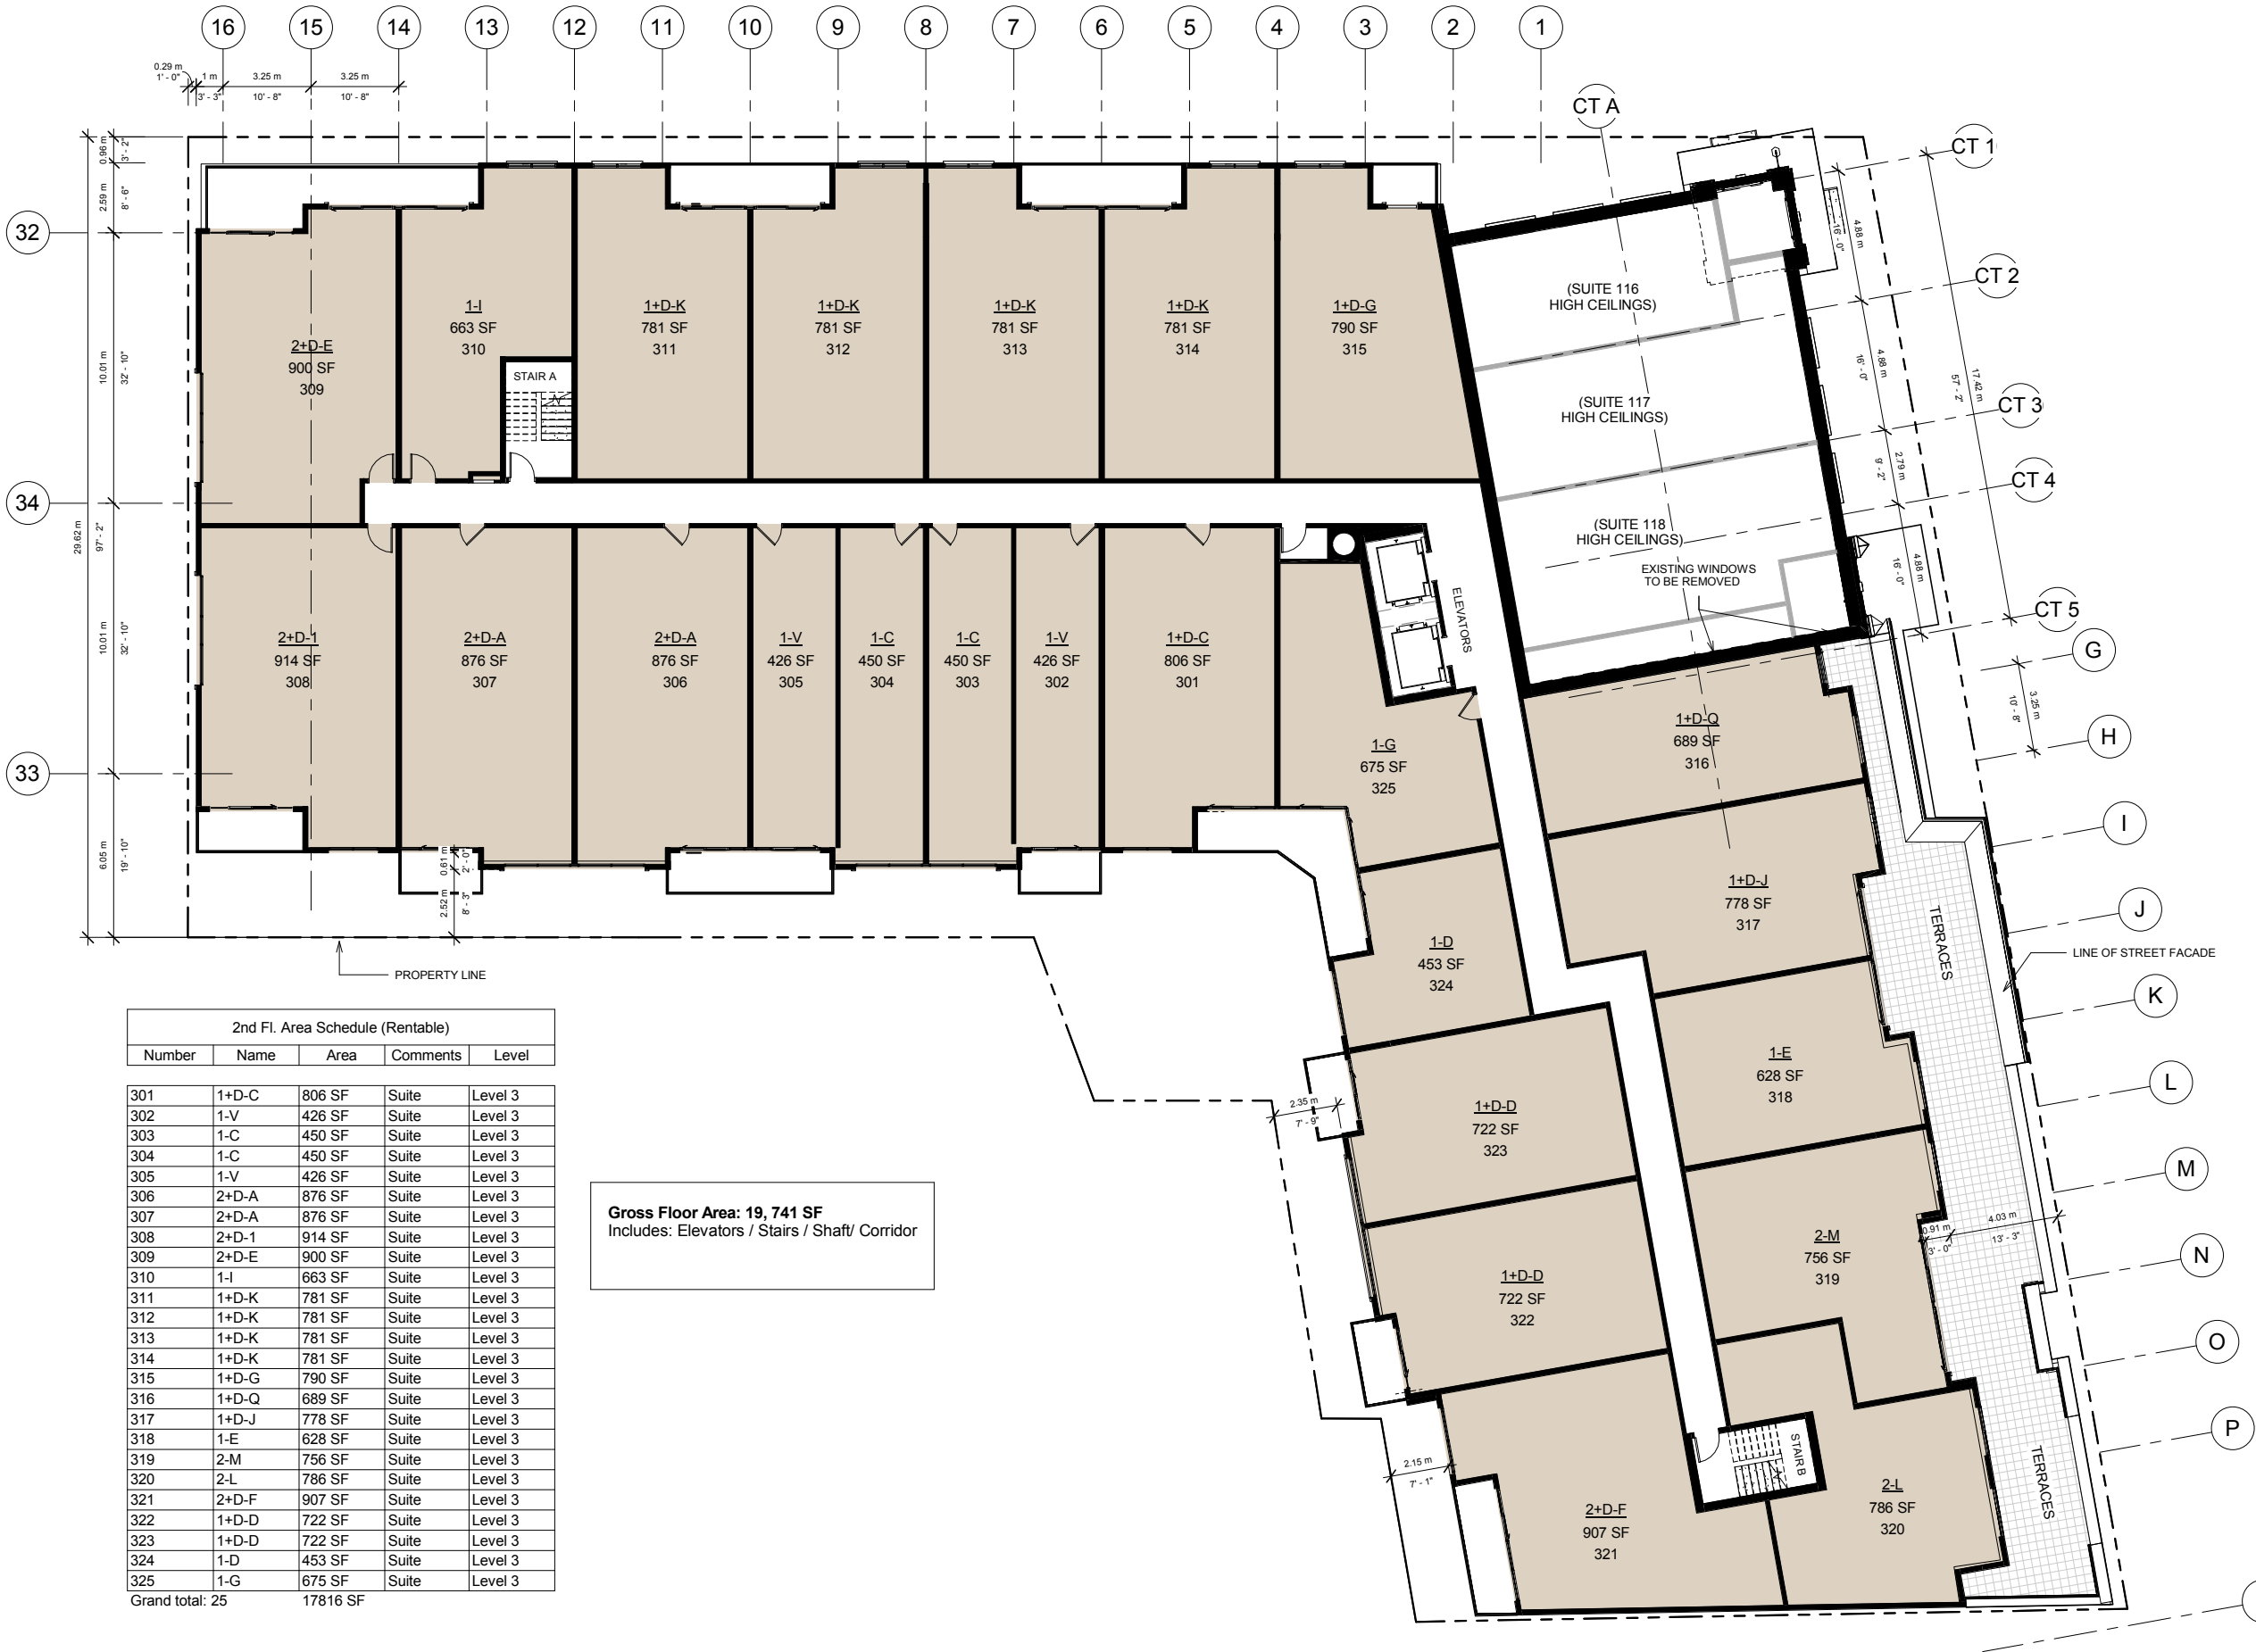 16 15 14 13 12 11 10 9 8 7 6 5 4 3 2 1
0.29 m
1' - 0"
1 m
3' - 3"
3.25 m
10' - 8"
3.25 m
10' - 8"
CT A
CT 1
CT 2
CT 3
CT 4
CT 5
G
H
I
J
K
L
M
N
O
P
32
34
33
0.96 m
3' - 2"
2.59 m
8' - 6"
10.01 m
32' - 10"
29.62 m
97' - 2"
10.01 m
32' - 10"
6.05 m
19' - 10"
2+D-E
900 SF
309
1-I
663 SF
310
STAIR A
1+D-K
781 SF
311
1+D-K
781 SF
312
1+D-K
781 SF
313
1+D-K
781 SF
314
1+D-G
790 SF
315
(SUITE 116
HIGH CEILINGS)
(SUITE 117
HIGH CEILINGS)
(SUITE 118
HIGH CEILINGS)
EXISTING WINDOWS
TO BE REMOVED
4.88 m
16' - 0"
4.88 m
16' - 0"
17.42 m
57' - 2"
2.79 m
9' - 2"
4.88 m
16' - 0"
3.25 m
10' - 8"
2+D-1
914 SF
308
2+D-A
876 SF
307
2+D-A
876 SF
306
1-V
426 SF
305
1-C
450 SF
304
1-C
450 SF
303
1-V
426 SF
302
1+D-C
806 SF
301
ELEVATORS
1-G
675 SF
325
1+D-Q
689 SF
316
1+D-J
778 SF
317
1-D
453 SF
324
1-E
628 SF
318
1+D-D
722 SF
323
2-M
756 SF
319
1+D-D
722 SF
322
2+D-F
907 SF
321
STAIR B
2-L
786 SF
320
TERRACES
TERRACES
LINE OF STREET FACADE
0.61 m
2' - 0"
2.52 m
8' - 3"
2.35 m
7' - 9"
0.91 m
3' - 0"
4.03 m
13' - 3"
2.15 m
7' - 1"
PROPERTY LINE
2nd Fl. Area Schedule (Rentable)
Number Name Area Comments Level
301 1+D-C 806 SF Suite Level 3
302 1-V 426 SF Suite Level 3
303 1-C 450 SF Suite Level 3
304 1-C 450 SF Suite Level 3
305 1-V 426 SF Suite Level 3
306 2+D-A 876 SF Suite Level 3
307 2+D-A 876 SF Suite Level 3
308 2+D-1 914 SF Suite Level 3
309 2+D-E 900 SF Suite Level 3
310 1-I 663 SF Suite Level 3
311 1+D-K 781 SF Suite Level 3
312 1+D-K 781 SF Suite Level 3
313 1+D-K 781 SF Suite Level 3
314 1+D-K 781 SF Suite Level 3
315 1+D-G 790 SF Suite Level 3
316 1+D-Q 689 SF Suite Level 3
317 1+D-J 778 SF Suite Level 3
318 1-E 628 SF Suite Level 3
319 2-M 756 SF Suite Level 3
320 2-L 786 SF Suite Level 3
321 2+D-F 907 SF Suite Level 3
322 1+D-D 722 SF Suite Level 3
323 1+D-D 722 SF Suite Level 3
324 1-D 453 SF Suite Level 3
325 1-G 675 SF Suite Level 3
Grand total: 25 17816 SF
Gross Floor Area: 19, 741 SF
Includes: Elevators / Stairs / Shaft/ Corridor